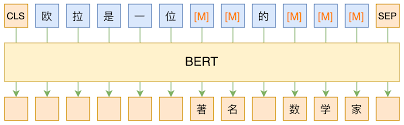 CLS 欧 拉 是 一 位 [M] [M] 的 [M] [M] [M] SEP
BERT
著 名 数 学 家